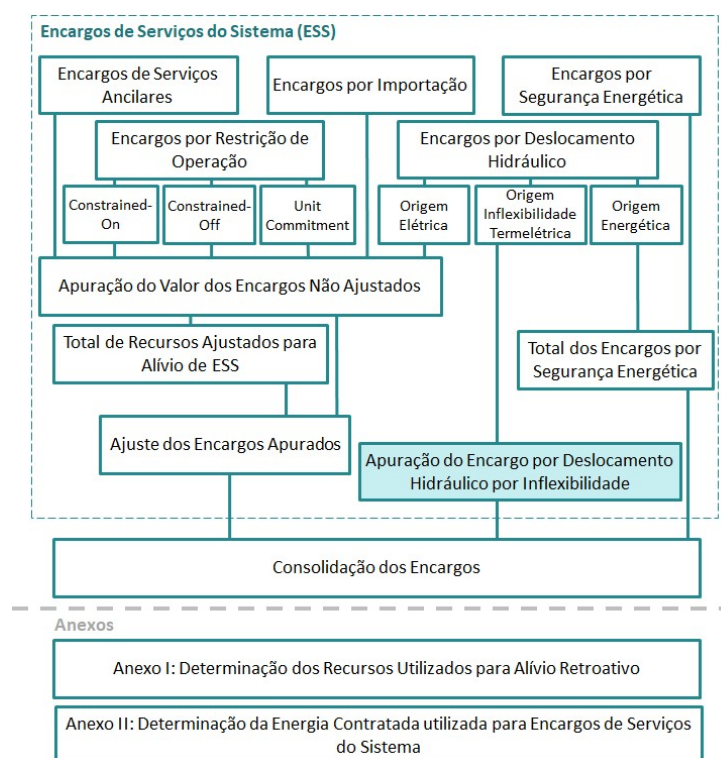 Encargos de Serviços do Sistema (ESS)
Encargos de Serviços
Ancilares
Encargos por Importação
Encargos por
Segurança Energética
Encargos por Restrição de
Operação
Encargos por Deslocamento
Hidráulico
Constrained-
On
Constrained-
Off
Unit
Commitment
Origem
Elétrica
Origem
Inflexibilidade
Termelétrica
Origem
Energética
Apuração do Valor dos Encargos Não Ajustados
Total de Recursos Ajustados para
Alívio de ESS
Total dos Encargos por
Segurança Energética
Ajuste dos Encargos Apurados
Apuração do Encargo por Deslocamento
Hidráulico por Inflexibilidade
Consolidação dos Encargos
Anexos
Anexo I: Determinação dos Recursos Utilizados para Alívio Retroativo
Anexo II: Determinação da Energia Contratada utilizada para Encargos de Serviços
do Sistema